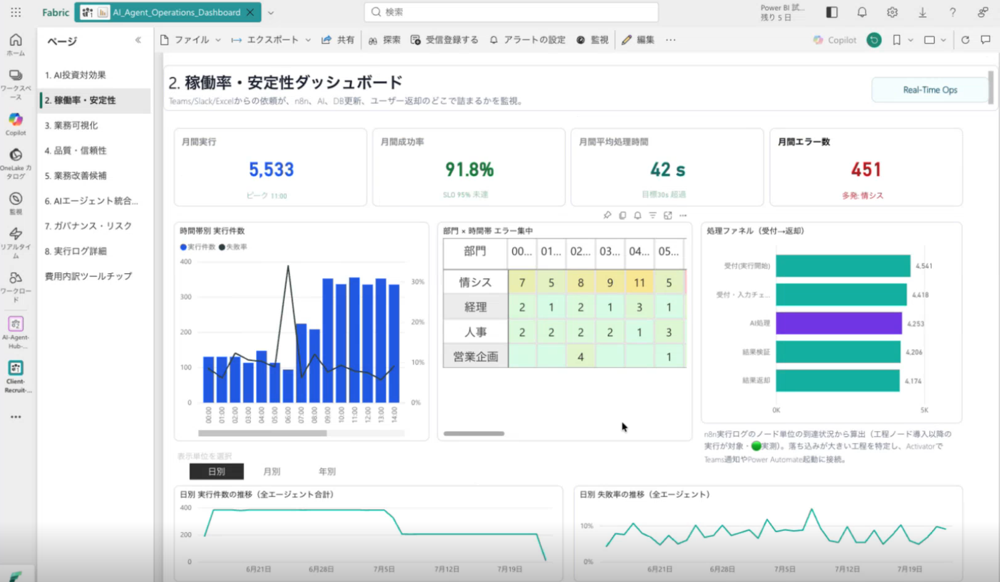 Fabric
AI_Agent_Operations_Dashboard
検索
Power BI 試...
残り 5 日
ホーム
ワークスペース
Copilot
OneLake カタログ
監視
リアルタイム
ワークロード
AI-Agent-Hub-...
Client-Recruit-...
ページ
1. AI投資対効果
2. 稼働率・安定性
3. 業務可視化
4. 品質・信頼性
5. 業務改善候補
6. AIエージェント統合...
7. ガバナンス・リスク
8. 実行ログ詳細
費用内訳ツールチップ
ファイル
エクスポート
共有
探索
受信登録する
アラートの設定
監視
編集
Copilot
2. 稼働率・安定性ダッシュボード
Teams/Slack/Excelからの依頼が、n8n、AI、DB更新、ユーザー返却のどこで詰まるかを監視。
Real-Time Ops
月間実行
5,533
ピーク 11:00
月間成功率
91.8%
SLO 95% 未達
月間平均処理時間
42 s
目標30s 超過
月間エラー数
451
多発: 情シス
時間帯別 実行件数
実行件数 失敗率
400
300
200
100
0
30%
20%
10%
0%
00:00 01:00 02:00 03:00 04:00 05:00 06:00 07:00 08:00 09:00 10:00 11:00 12:00 13:00 14:00
部門 × 時間帯 エラー集中
部門 00... 01... 02... 03... 04... 05...
情シス 7 5 8 9 11 5
経理 2 1 2 1 3 1
人事 2 2 2 2 1 3
営業企画 4 1
処理ファネル（受付→返却）
受付(実行開始) 4,541
受付・入力チェ... 4,418
AI処理 4,253
結果検証 4,206
結果返却 4,174
0K 5K
n8n実行ログのノード単位の到達状況から算出（工程ノード導入以降の
実行が対象・🟢実測）。落ち込みが大きい工程を特定し、Activatorで
Teams通知やPower Automate起動に接続。
表示単位を選択
日別 月別 年別
日別 実行件数の推移（全エージェント合計）
400
200
0
6月21日 6月28日 7月5日 7月12日 7月19日
日別 失敗率の推移（全エージェント）
10%
0%
6月21日 6月28日 7月5日 7月12日 7月19日